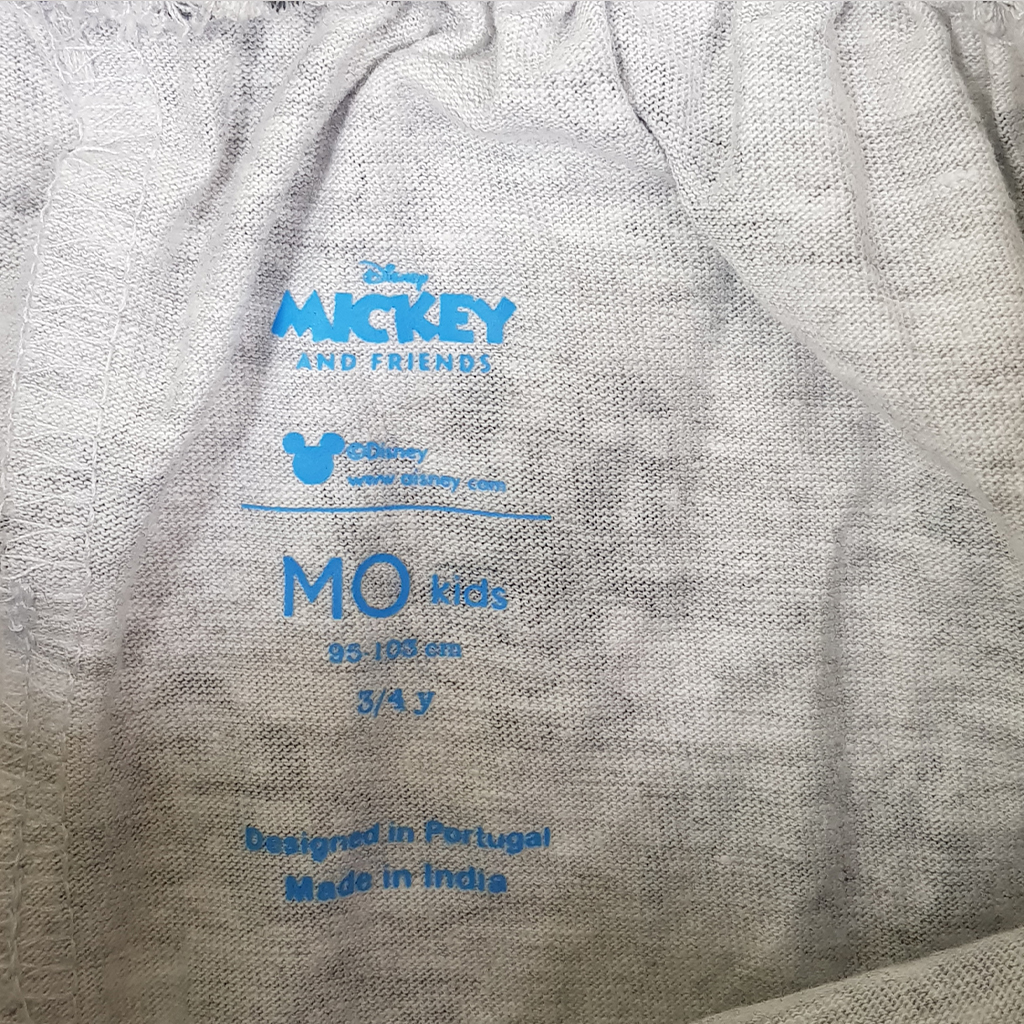 Disney
MICKEY
AND FRIENDS
©Disney
www disney com
MO kids
95-105 cm
3/4 y
Designed in Portugal
Made in India